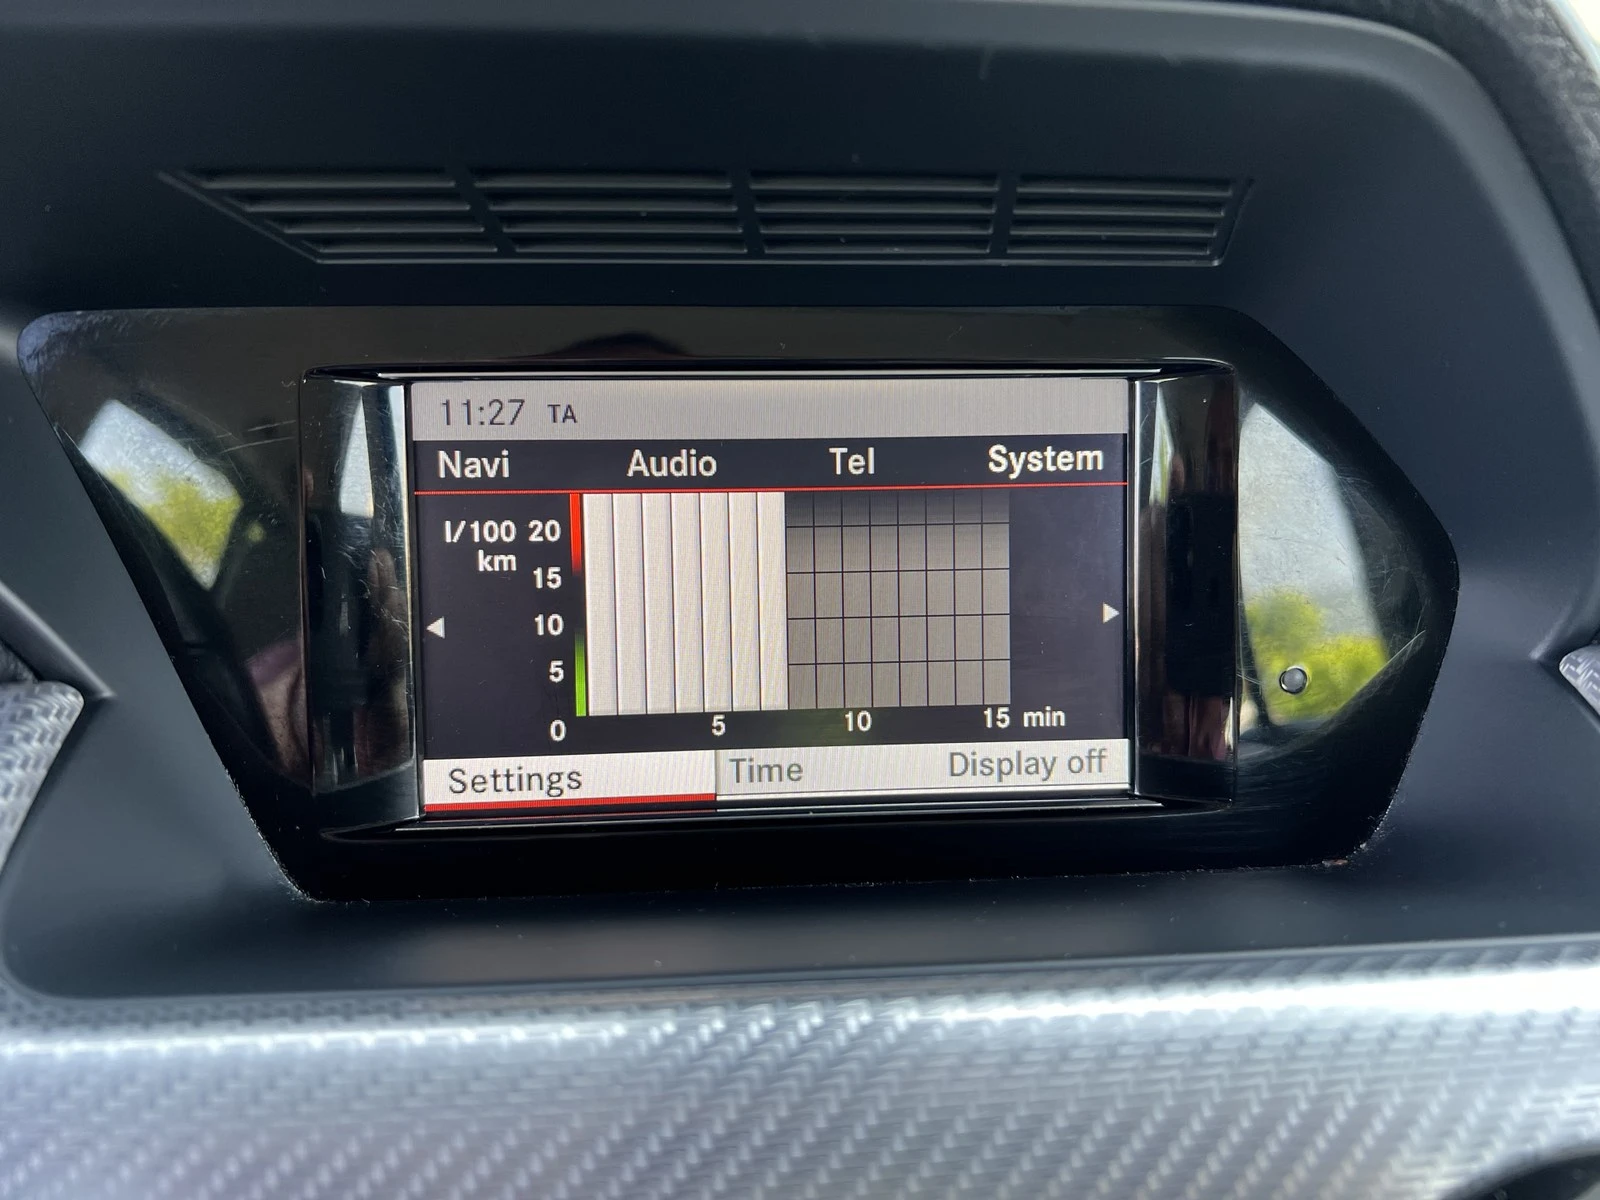 11:27 TA
Navi Audio Tel System
l/100 20
km
15
10
5
0 5 10 15 min
Settings Time Display off